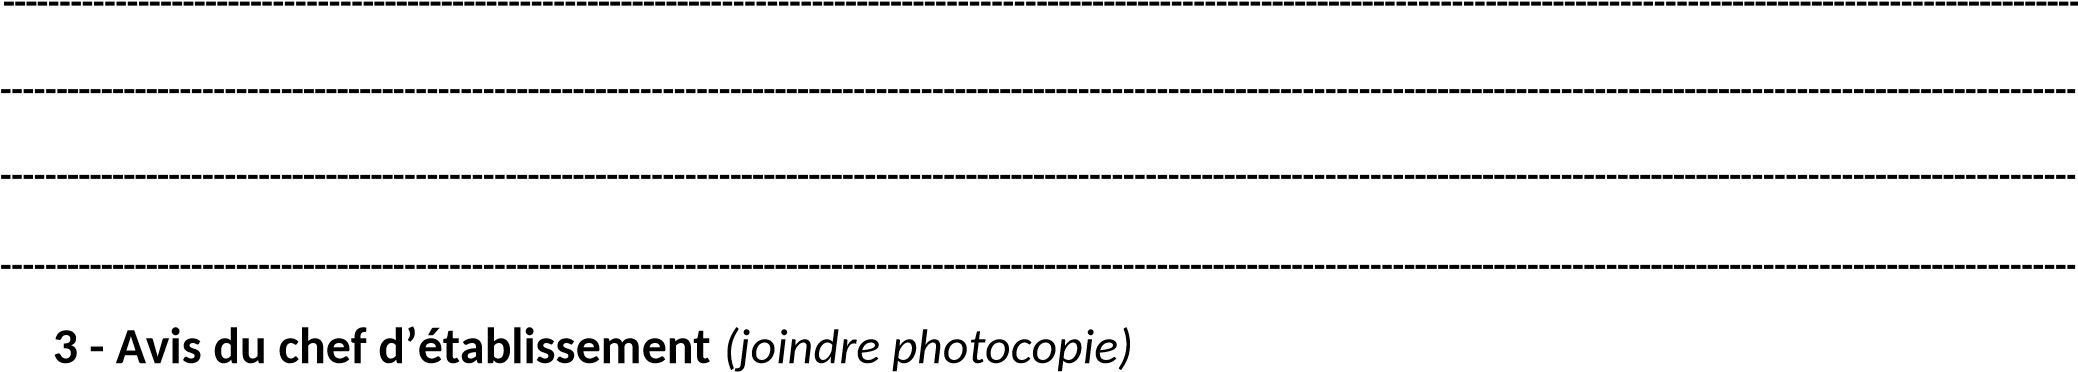 3 - Avis du chef d’établissement (joindre photocopie)